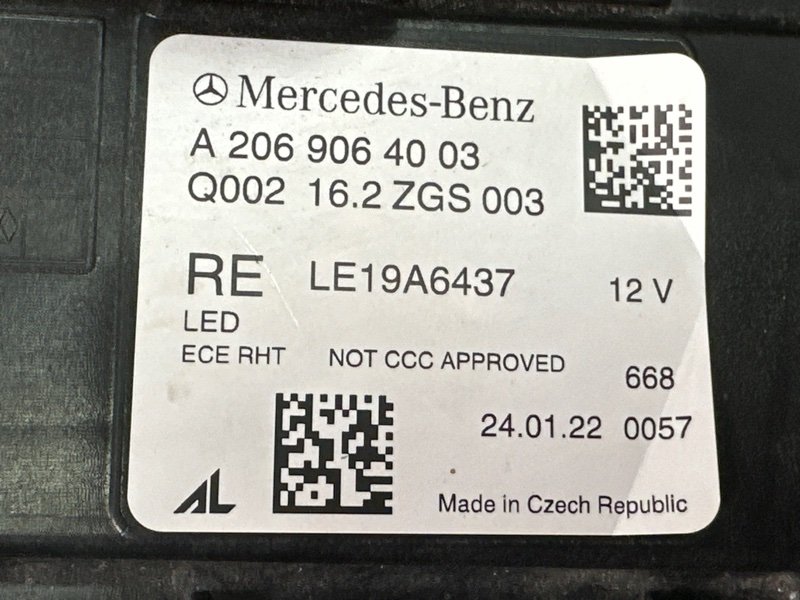 Mercedes-Benz
A 206 906 40 03
Q002 16.2 ZGS 003
RE LE19A6437 12 V
LED
ECE RHT NOT CCC APPROVED
668
24.01.22 0057
AL
Made in Czech Republic